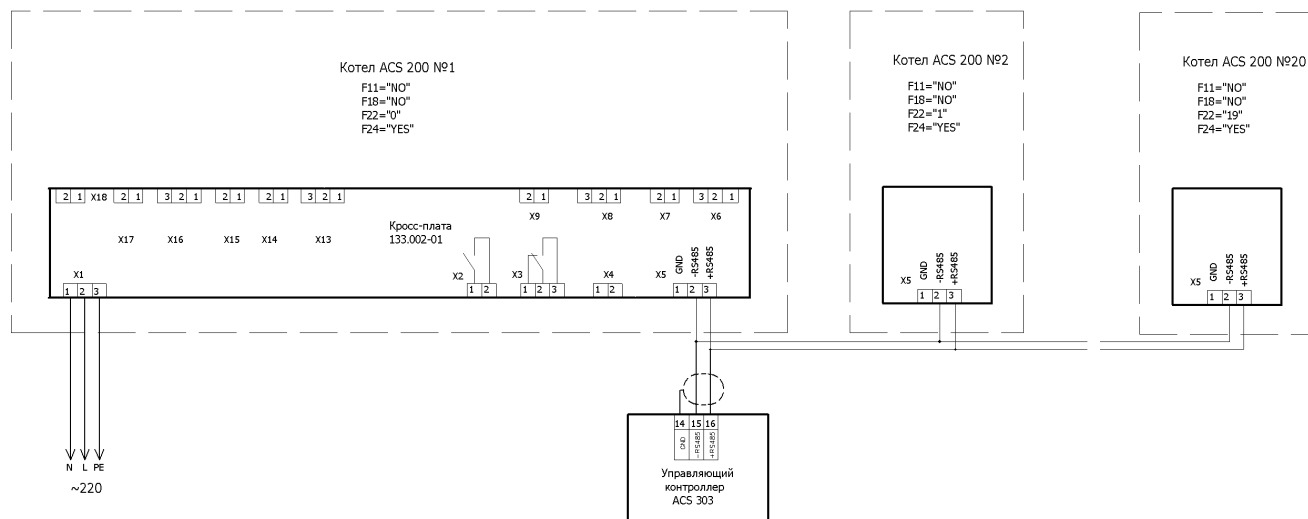 Котел ACS 200 №1
F11="NO"
F18="NO"
F22="0"
F24="YES"
Котел ACS 200 №2
F11="NO"
F18="NO"
F22="1"
F24="YES"
Котел ACS 200 №20
F11="NO"
F18="NO"
F22="19"
F24="YES"
2 1 X18 2 1 3 2 1 2 1 2 1 3 2 1 2 1 3 2 1 2 1 3 2 1
X9 X8 X7 X6
X17 X16 X15 X14 X13
Кросс-плата
133.002-01
X1 X2 X3 X4 X5 GND -RS485 +RS485
1 2 3 1 2 1 2 3 1 2 1 2 3
X5 GND -RS485 +RS485
1 2 3
X5 GND -RS485 +RS485
1 2 3
14 15 16
GND -RS485 +RS485
Управляющий
контроллер
ACS 303
N L PE
~220